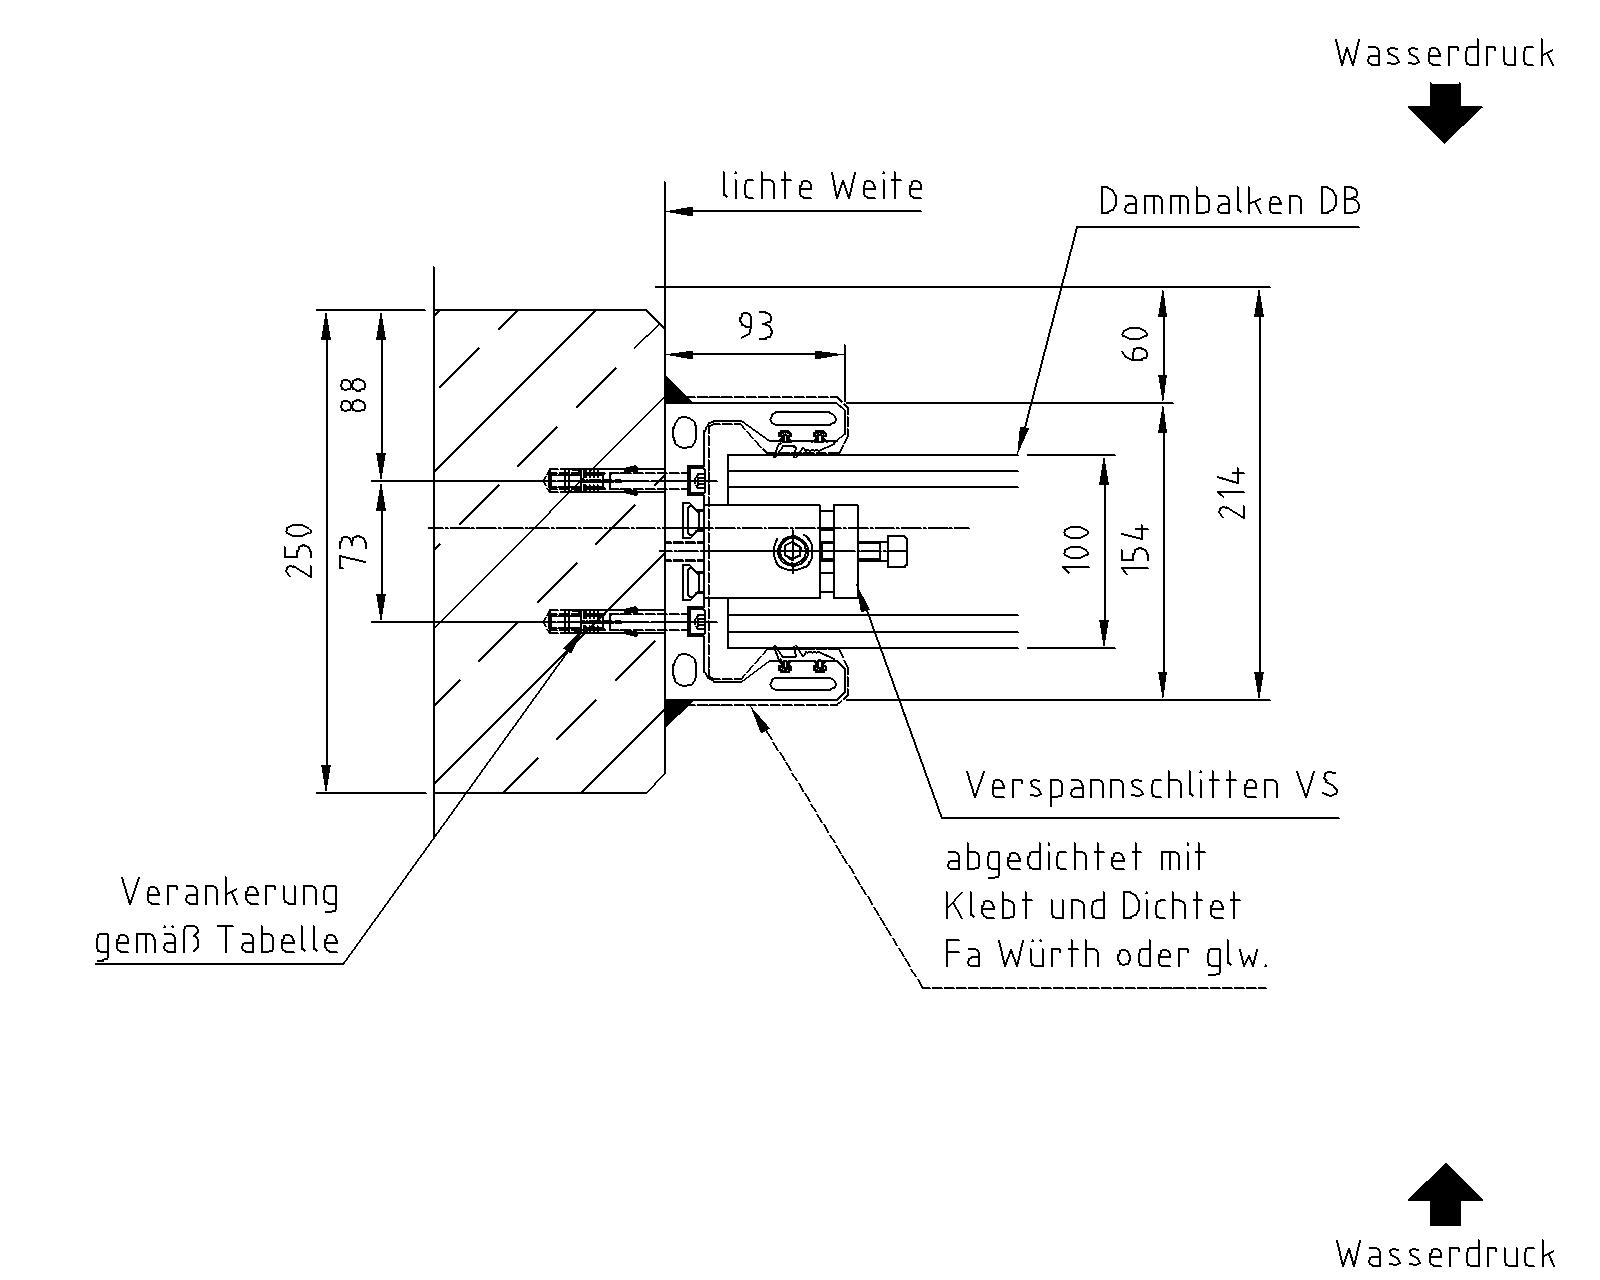 Wasserdruck
lichte Weite
Dammbalken DB
93
60
88
250
73
100
154
214
Verspannschlitten VS
abgedichtet mit
Klebt und Dichtet
Fa Würth oder glw.
Verankerung
gemäß Tabelle
Wasserdruck